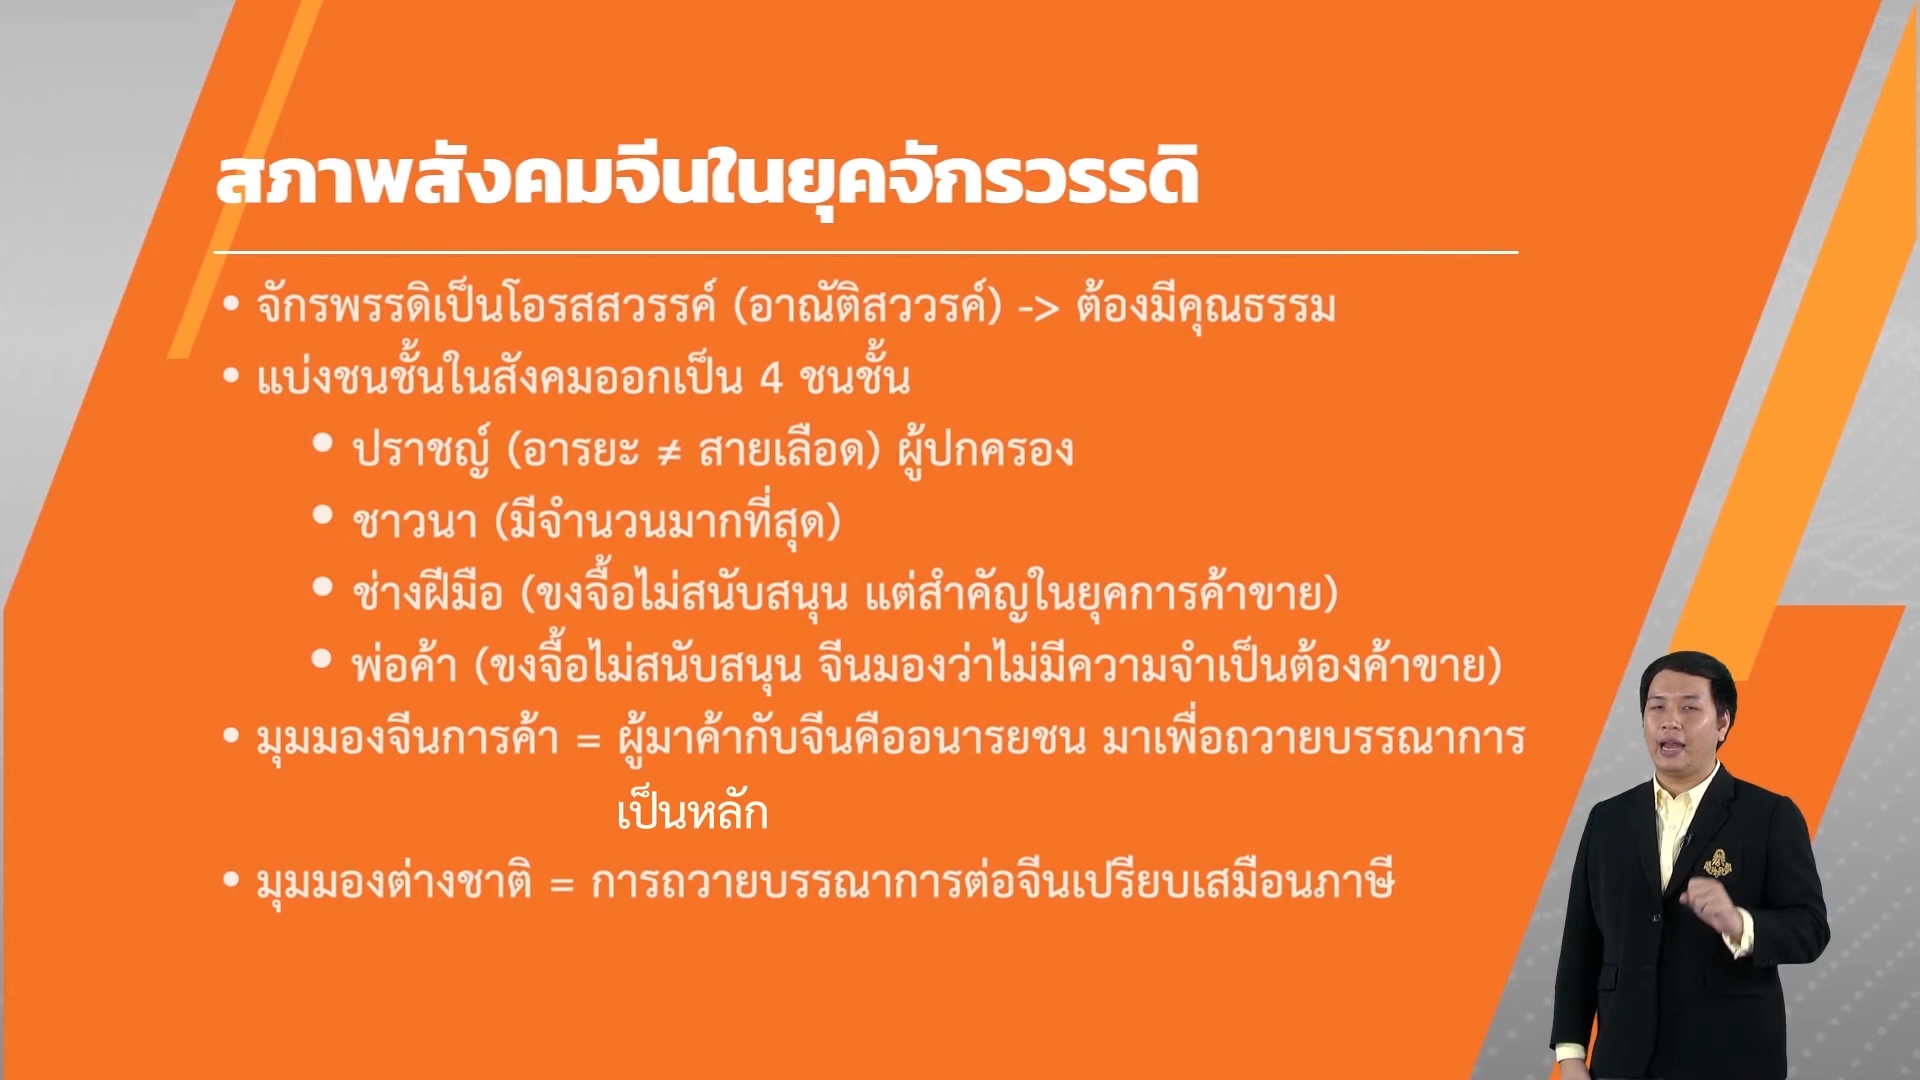 สภาพสังคมจีนในยุคจักรวรรดิ
• จักรพรรดิเป็นโอรสสวรรค์ (อาณัติสววรค์) -> ต้องมีคุณธรรม
• แบ่งชนชั้นในสังคมออกเป็น 4 ชนชั้น
• ปราชญ์ (อารยะ ≠ สายเลือด) ผู้ปกครอง
• ชาวนา (มีจำนวนมากที่สุด)
• ช่างฝีมือ (ขงจื้อไม่สนับสนุน แต่สำคัญในยุคการค้าขาย)
• พ่อค้า (ขงจื้อไม่สนับสนุน จีนมองว่าไม่มีความจำเป็นต้องค้าขาย)
• มุมมองจีนการค้า = ผู้มาค้ากับจีนคืออนารยชน มาเพื่อถวายบรรณาการ
เป็นหลัก
• มุมมองต่างชาติ = การถวายบรรณาการต่อจีนเปรียบเสมือนภาษี